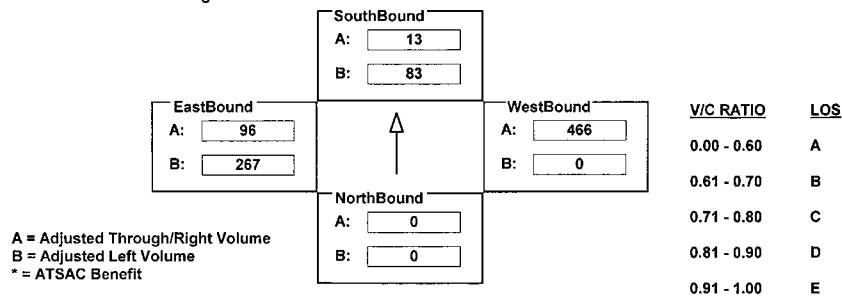 SouthBound
A: 13
B: 83
EastBound
A: 96
B: 267
WestBound
A: 466
B: 0
NorthBound
A: 0
B: 0
A = Adjusted Through/Right Volume
B = Adjusted Left Volume
* = ATSAC Benefit
V/C RATIO LOS
0.00 - 0.60 A
0.61 - 0.70 B
0.71 - 0.80 C
0.81 - 0.90 D
0.91 - 1.00 E